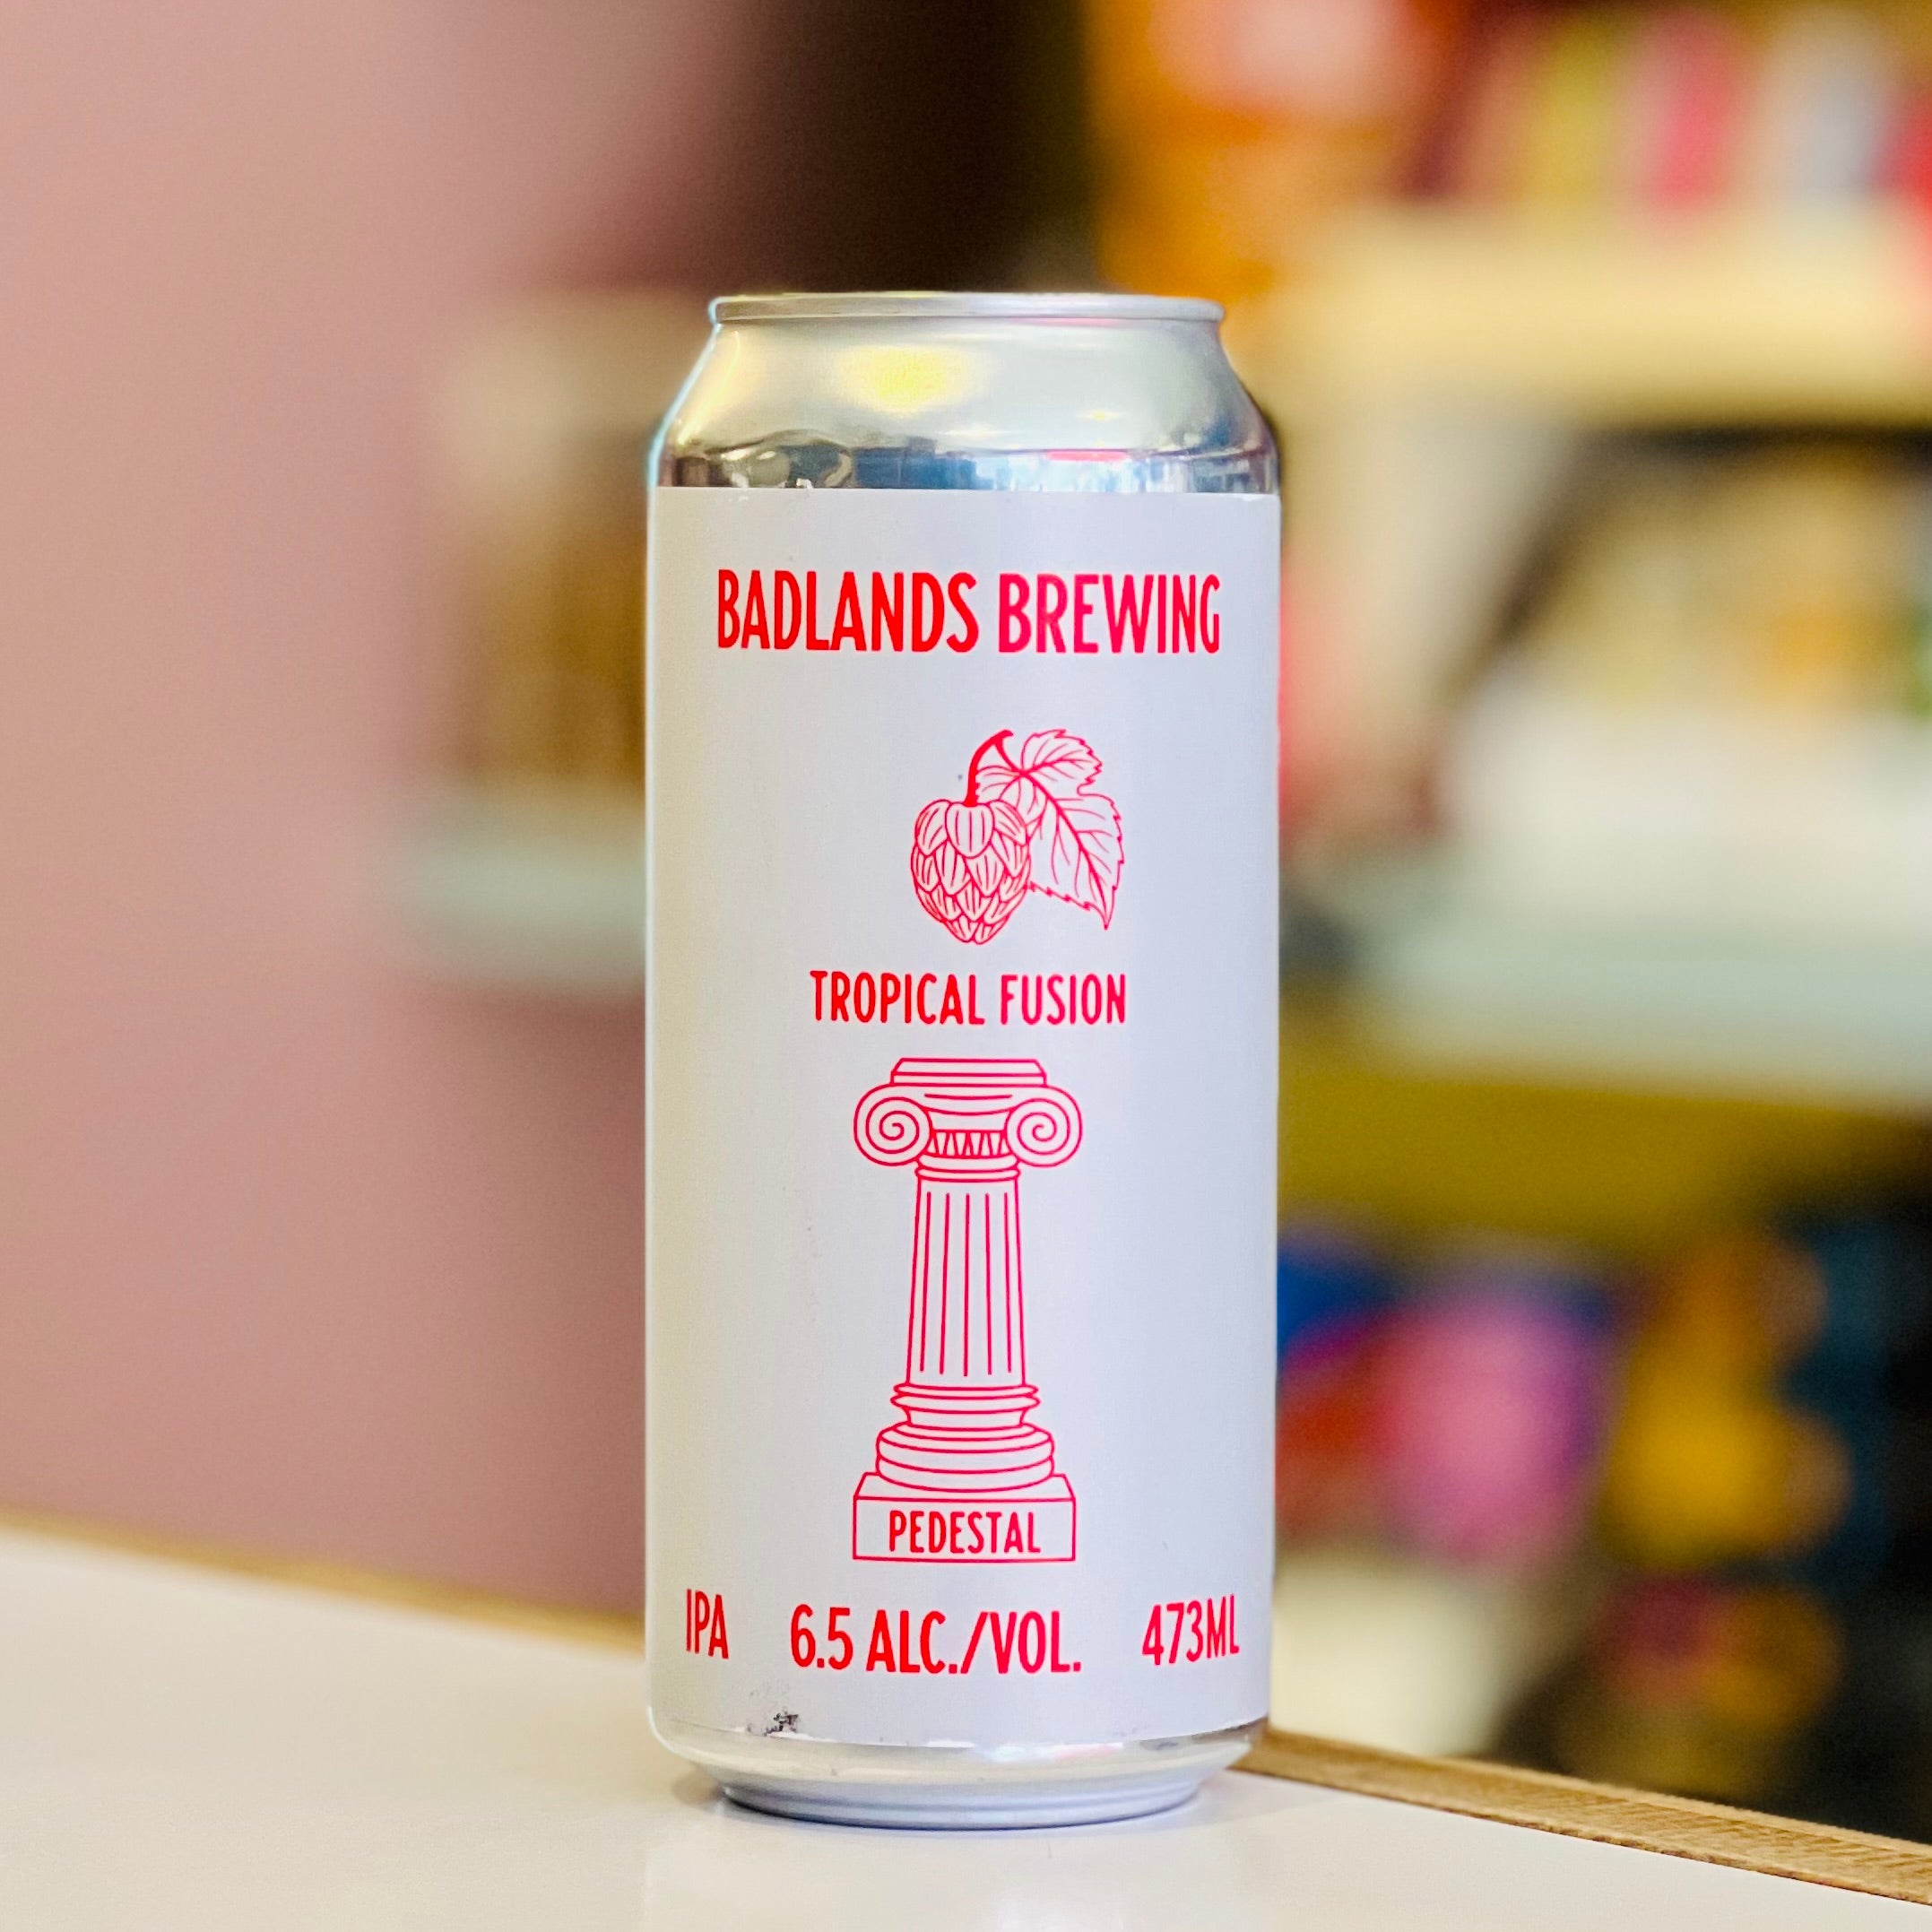 BADLANDS BREWING
TROPICAL FUSION
PEDESTAL
IPA 6.5 ALC./VOL. 473ML